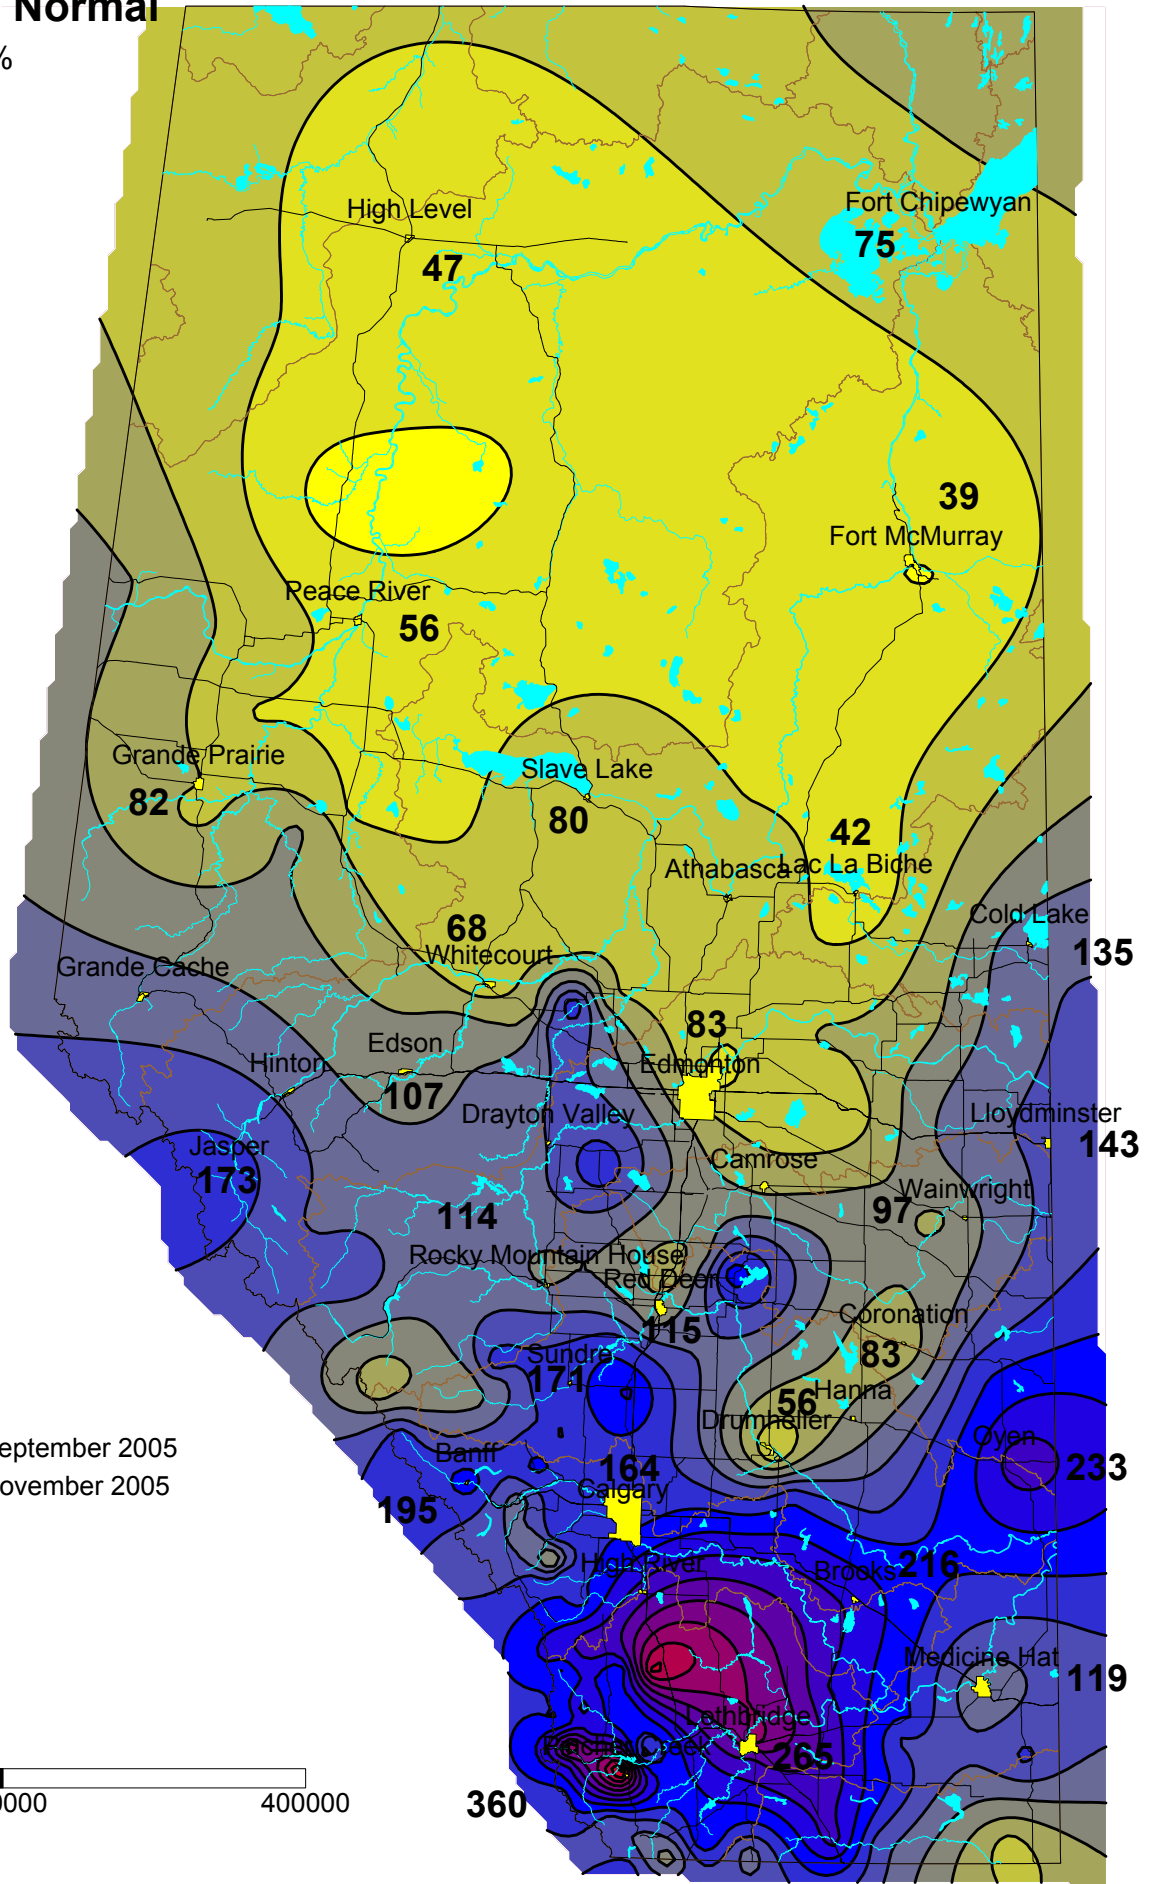 Normal
%
High Level
47
Fort Chipewyan
75
39
Fort McMurray
Peace River
56
Grande Prairie
82
Slave Lake
80
42
Athabasca
Lac La Biche
68
Whitecourt
Cold Lake
135
Grande Cache
83
Edson
Hinton
Edmonton
107
Drayton Valley
Lloydminster
143
Jasper
173
Camrose
Wainwright
97
114
Rocky Mountain House
Red Deer
115
Coronation
83
Sundre
171
Hanna
56
Drumheller
Oyen
233
September 2005
November 2005
Banff
164
Calgary
195
High River
Brooks
216
Medicine Hat
119
Lethbridge
265
Pincher Creek
360
0000
400000